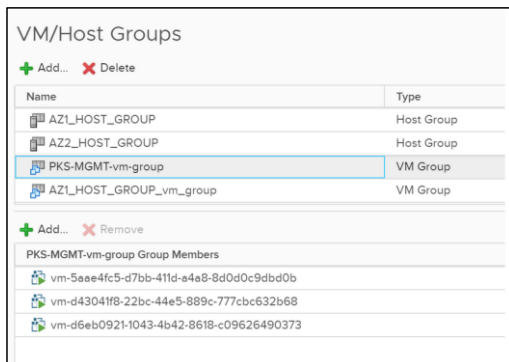 VM/Host Groups
Add... Delete
Name Type
AZ1_HOST_GROUP Host Group
AZ2_HOST_GROUP Host Group
PKS-MGMT-vm-group VM Group
AZ1_HOST_GROUP_vm_group VM Group
Add... Remove
PKS-MGMT-vm-group Group Members
vm-5aae4fc5-d7bb-411d-a4a8-8d0d0c9dbd0b
vm-d43041f8-22bc-44e5-889c-777cbc632b68
vm-d6eb0921-1043-4b42-8618-c09626490373